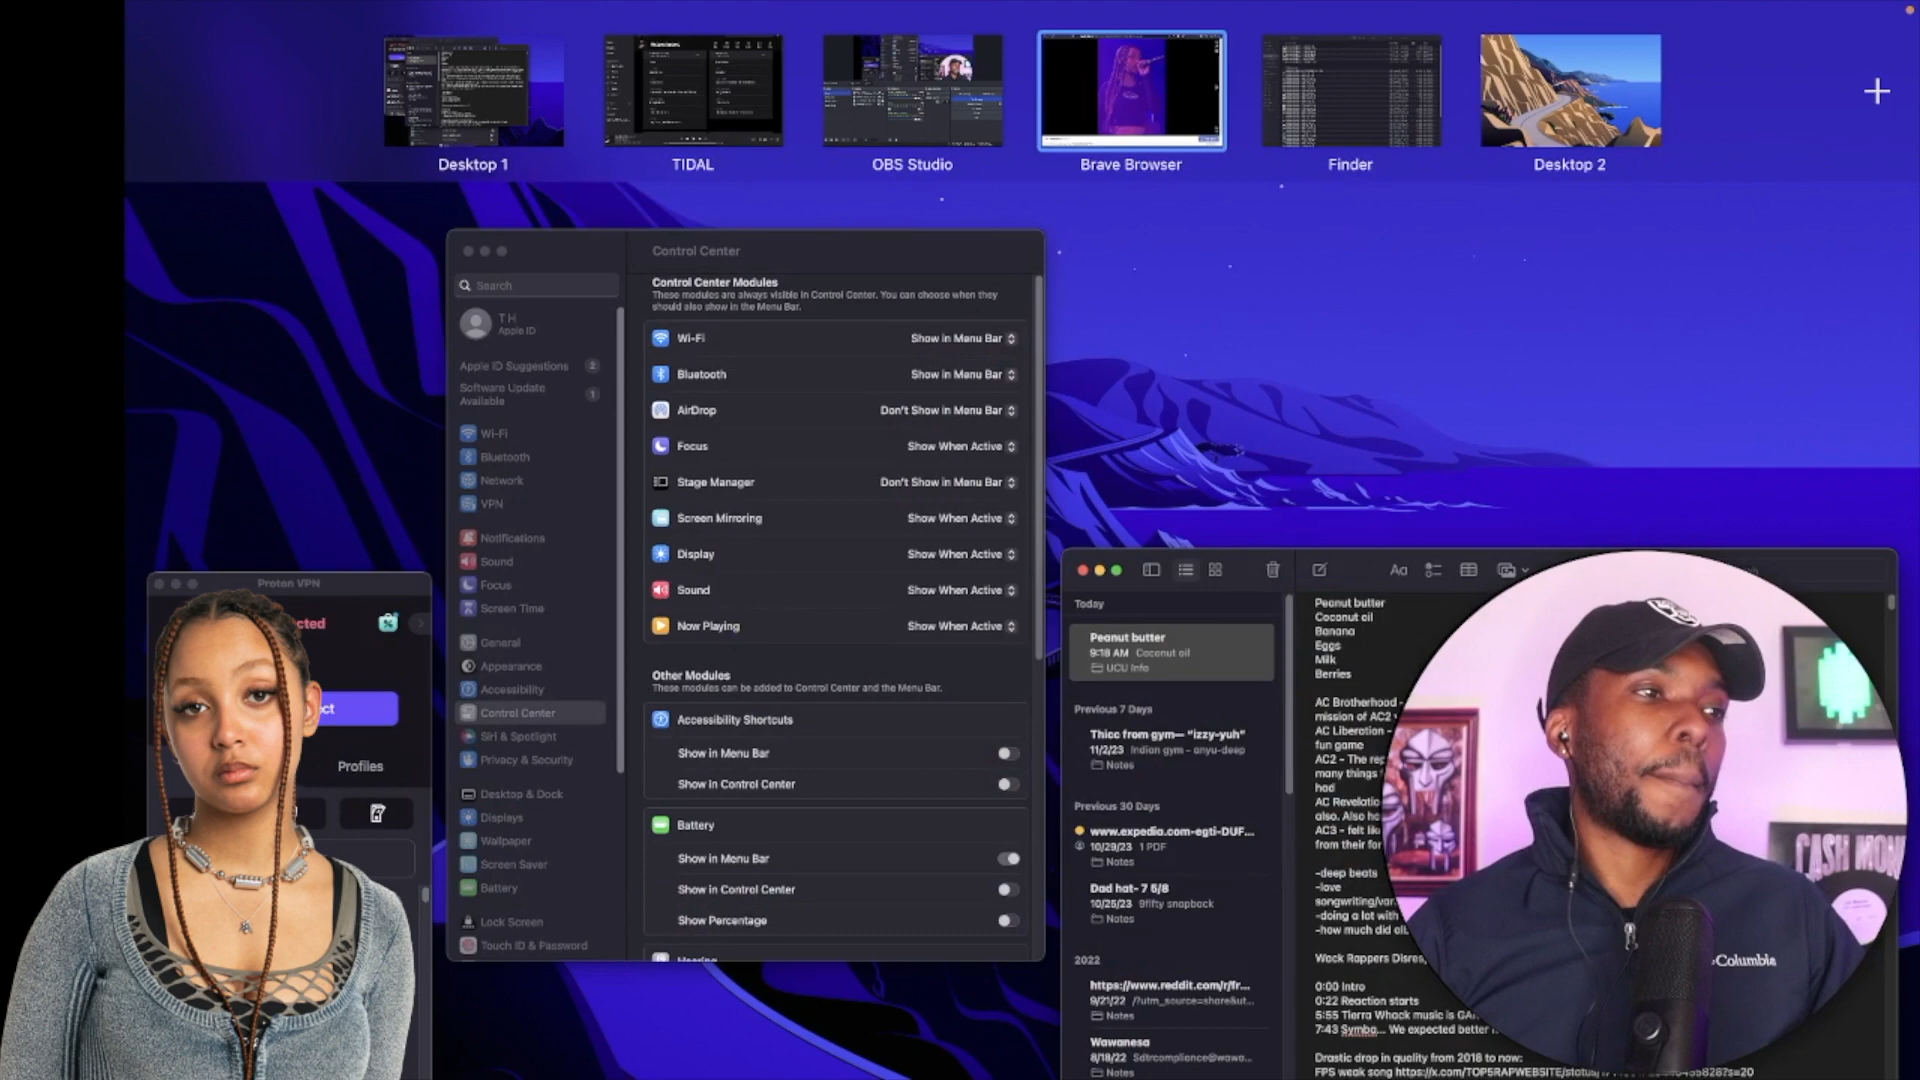 Desktop 1
TIDAL
OBS Studio
Brave Browser
Finder
Desktop 2
Control Center
Search
T H
Apple ID
Apple ID Suggestions 2
Software Update
Available 1
Wi-Fi
Bluetooth
Network
VPN
Notifications
Sound
Focus
Screen Time
General
Appearance
Accessibility
Control Center
Siri & Spotlight
Privacy & Security
Desktop & Dock
Displays
Wallpaper
Screen Saver
Battery
Lock Screen
Touch ID & Password
Control Center Modules
These modules are always visible in Control Center. You can choose when they
should also show in the Menu Bar.
Wi-Fi Show in Menu Bar
Bluetooth Show in Menu Bar
AirDrop Don't Show in Menu Bar
Focus Show When Active
Stage Manager Don't Show in Menu Bar
Screen Mirroring Show When Active
Display Show When Active
Sound Show When Active
Now Playing Show When Active
Other Modules
These modules can be added to Control Center and the Menu Bar.
Accessibility Shortcuts
Show in Menu Bar
Show in Control Center
Battery
Show in Menu Bar
Show in Control Center
Show Percentage
Hearing
Proton VPN
cted
ct
Profiles
Today
Peanut butter
9:18 AM Coconut oil
UCU Info
Previous 7 Days
Thicc from gym— "izzy-yuh"
11/2/23 Indian gym - anyu-deep
Notes
Previous 30 Days
www.expedia.com-egti-DUF...
10/29/23 1 PDF
Notes
Dad hat- 7 5/8
10/25/23 9fifty snapback
Notes
2022
https://www.reddit.com/r/fr...
9/21/22 /?utm_source=share&ut...
Notes
Wawanesa
8/18/22 Sdtrcompliance@wawa...
Notes
Aa
Peanut butter
Coconut oil
Banana
Eggs
Milk
Berries
AC Brotherhood -
mission of AC2
AC Liberation -
fun game
AC2 - The rep
many things
had
AC Revelatio
also. Also ho
AC3 - felt lik
from their for
-deep beats
-love
songwriting/var
-doing a lot with
-how much did
Wack Rappers Disres
0:00 Intro
0:22 Reaction starts
5:55 Tierra Whack music is GA
7:43 Symba... We expected better
Drastic drop in quality from 2018 to now:
FPS weak song https://x.com/TOP5RAPWEBSITE/status/
CASH MON
Columbia